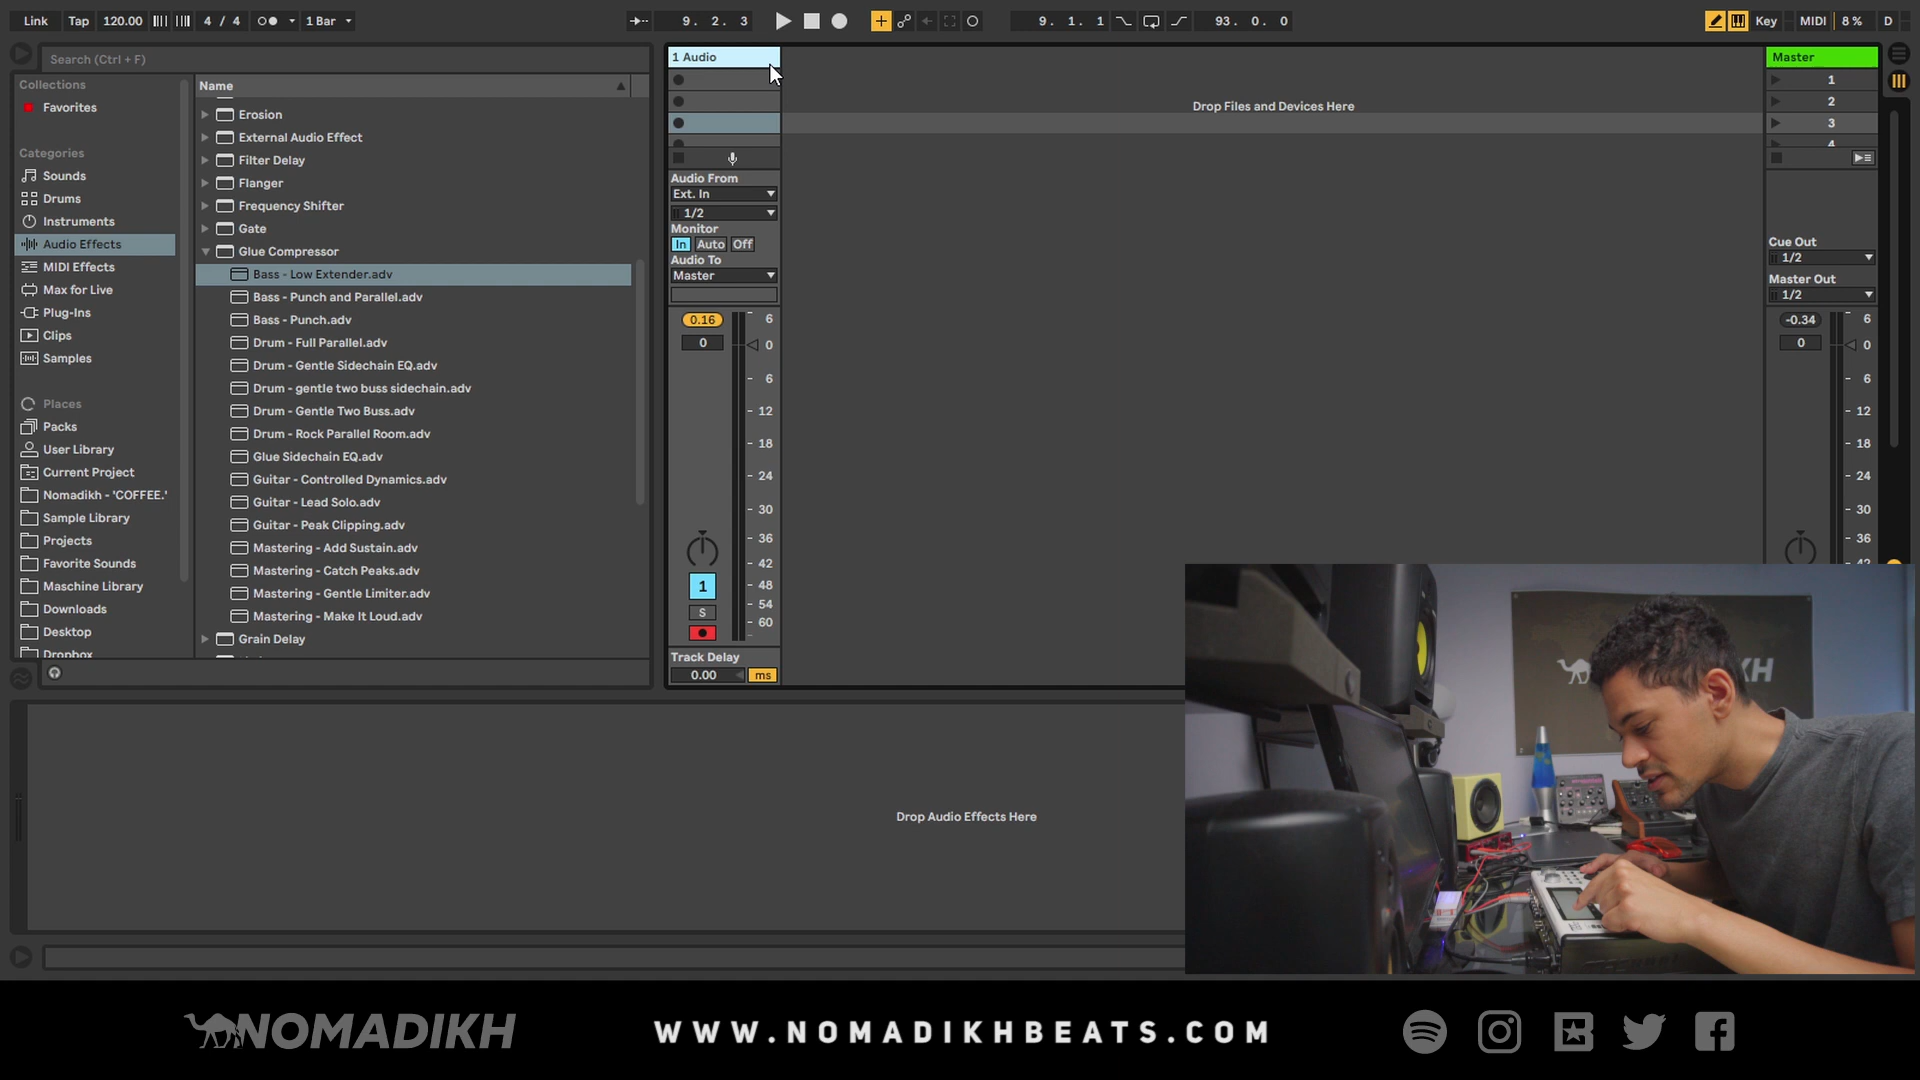 Link Tap 120.00 4 / 4 1 Bar 9. 2. 3 9. 1. 1 93. 0. 0 Key MIDI 8 % D
Search (Ctrl + F)
Collections
Favorites
Categories
Sounds
Drums
Instruments
Audio Effects
MIDI Effects
Max for Live
Plug-Ins
Clips
Samples
Places
Packs
User Library
Current Project
Nomadikh - 'COFFEE.'
Sample Library
Projects
Favorite Sounds
Maschine Library
Downloads
Desktop
Dropbox
Name
Erosion
External Audio Effect
Filter Delay
Flanger
Frequency Shifter
Gate
Glue Compressor
Bass - Low Extender.adv
Bass - Punch and Parallel.adv
Bass - Punch.adv
Drum - Full Parallel.adv
Drum - Gentle Sidechain EQ.adv
Drum - gentle two buss sidechain.adv
Drum - Gentle Two Buss.adv
Drum - Rock Parallel Room.adv
Glue Sidechain EQ.adv
Guitar - Controlled Dynamics.adv
Guitar - Lead Solo.adv
Guitar - Peak Clipping.adv
Mastering - Add Sustain.adv
Mastering - Catch Peaks.adv
Mastering - Gentle Limiter.adv
Mastering - Make It Loud.adv
Grain Delay
1 Audio
Audio From
Ext. In
1/2
Monitor
In Auto Off
Audio To
Master
0.16 6
0 0
6
12
18
24
30
36
42
1 48
S 54
60
Track Delay
0.00 ms
Drop Files and Devices Here
Master
1
2
3
4
Cue Out
1/2
Master Out
1/2
-0.34 6
0 0
6
12
18
24
30
36
42
Drop Audio Effects Here
KH
NOMADIKH
WWW.NOMADIKHBEATS.COM